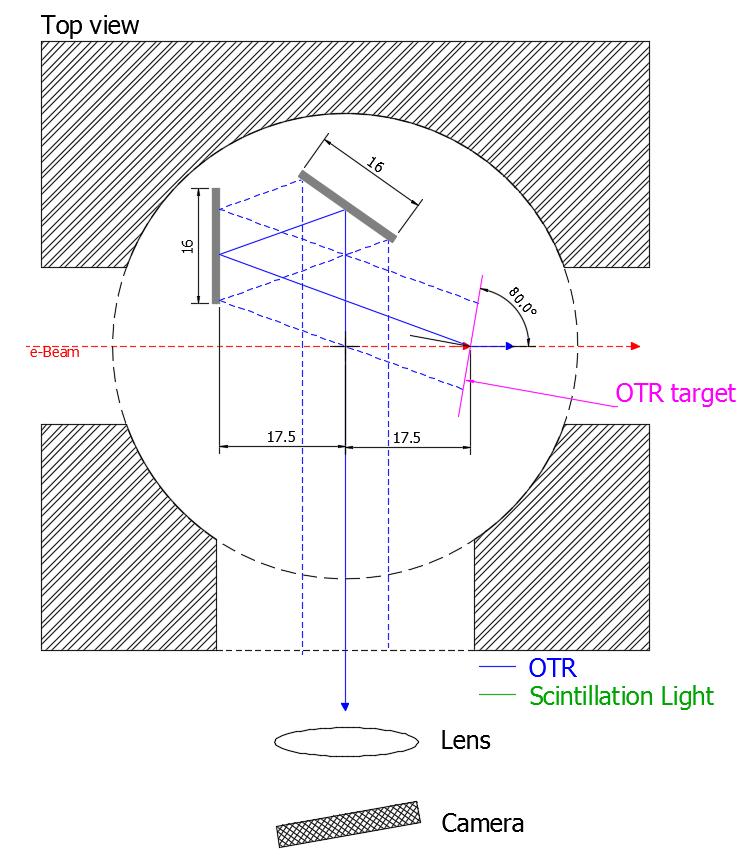 Top view
16
16
80.0°
e-Beam
OTR target
17.5
17.5
OTR
Scintillation Light
Lens
Camera